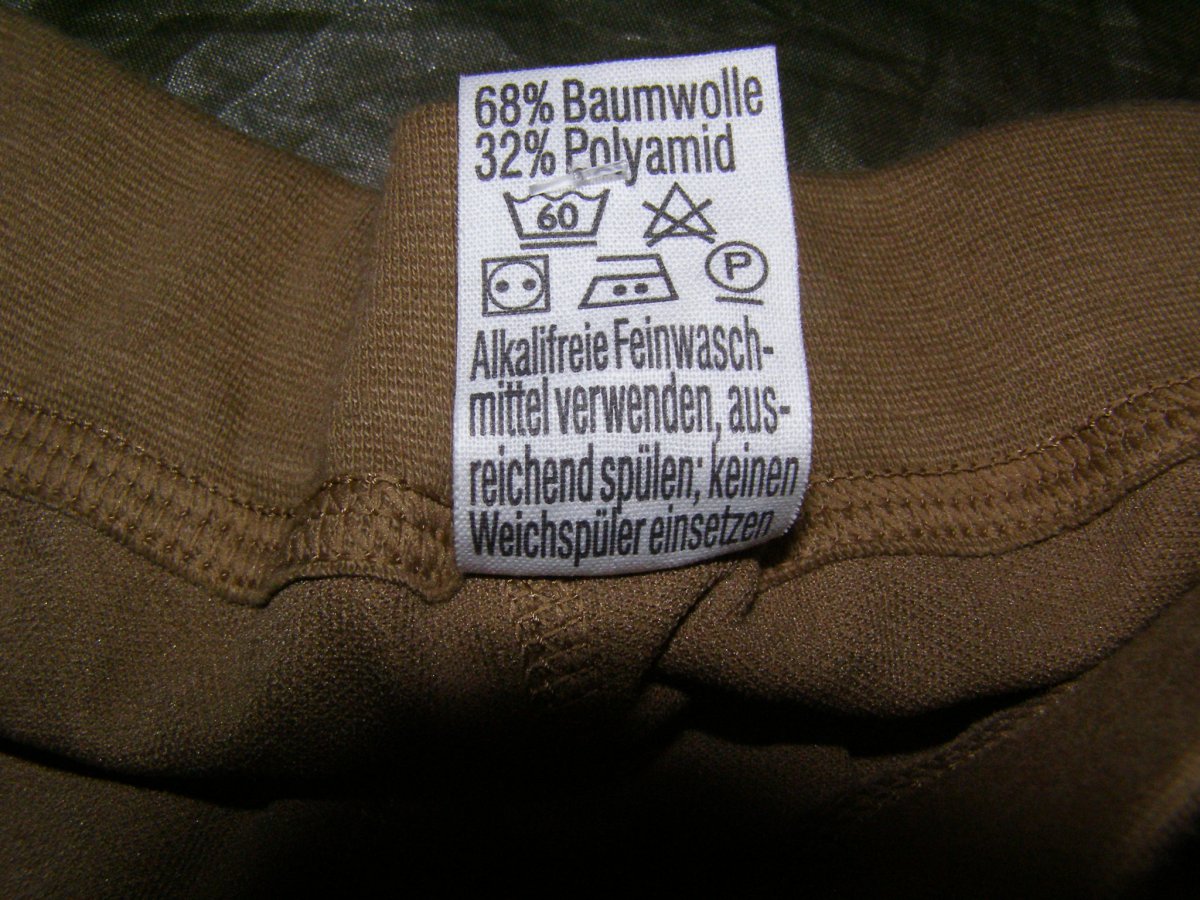 68% Baumwolle
32% Polyamid
60
P
Alkalifreie Feinwasch-
mittel verwenden, aus-
reichend spülen; keinen
Weichspüler einsetzen